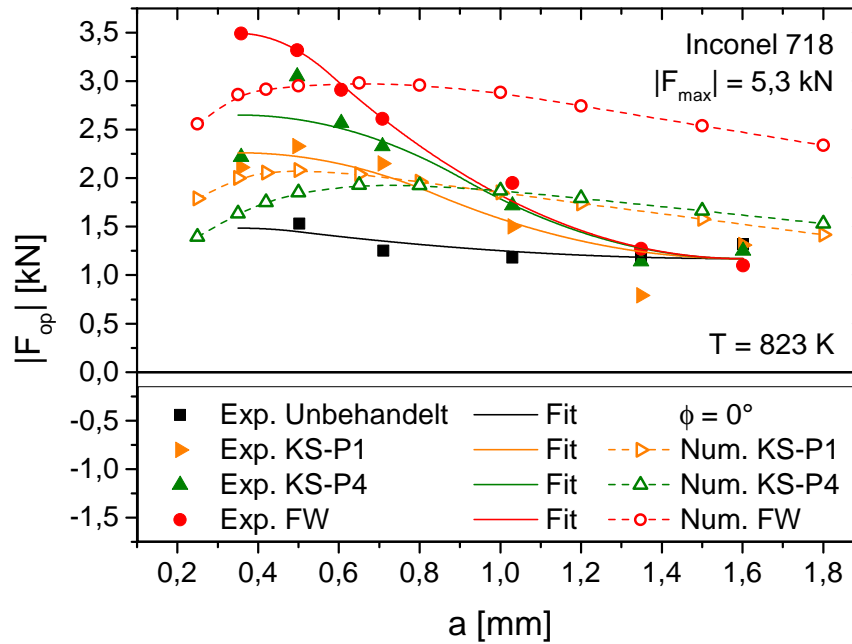 3,5
3,0
2,5
2,0
1,5
1,0
0,5
0,0
-0,5
-1,0
-1,5
|F_op| [kN]
Inconel 718
|F_max| = 5,3 kN
T = 823 K
Exp. Unbehandelt Fit ϕ = 0°
Exp. KS-P1 Fit Num. KS-P1
Exp. KS-P4 Fit Num. KS-P4
Exp. FW Fit Num. FW
0,2 0,4 0,6 0,8 1,0 1,2 1,4 1,6 1,8
a [mm]